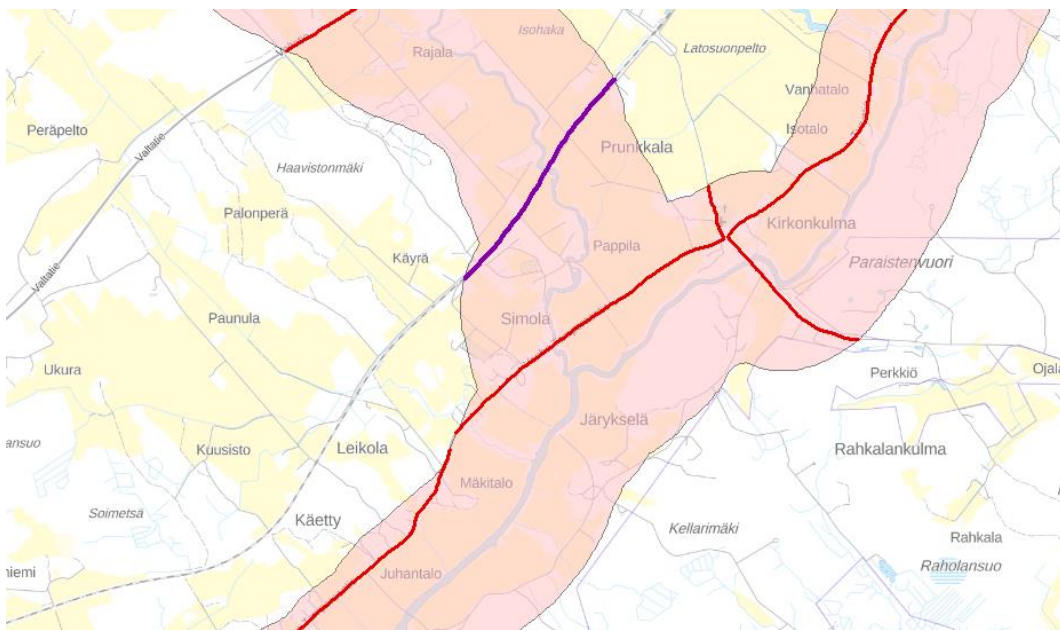 Isohaka
Rajala
Latosuonpelto
Vanhatalo
Peräpelto
Valtatie
Isotalo
Prunkkala
Haavistonmäki
Palonperä
Kirkonkulma
Pappila
Käyrä
Paraistenvuori
Valtatie
Paunula
Simola
Ukura
Perkkiö
Ojala
Järykselä
ansuo
Kuusisto
Leikola
Rahkalankulma
Mäkitalo
Soimetsä
Käetty
Kellarimäki
Rahkala
niemi
Juhantalo
Raholansuo